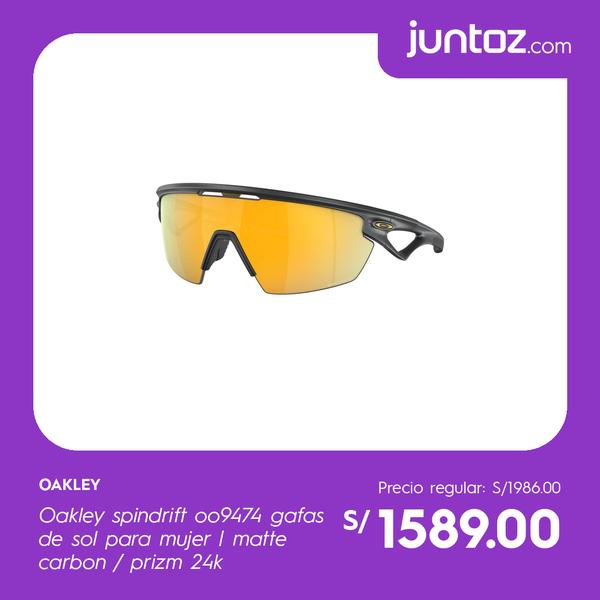 juntoz.com
OAKLEY
Oakley spindrift oo9474 gafas
de sol para mujer | matte
carbon / prizm 24k
Precio regular: S/1986.00
S/ 1589.00